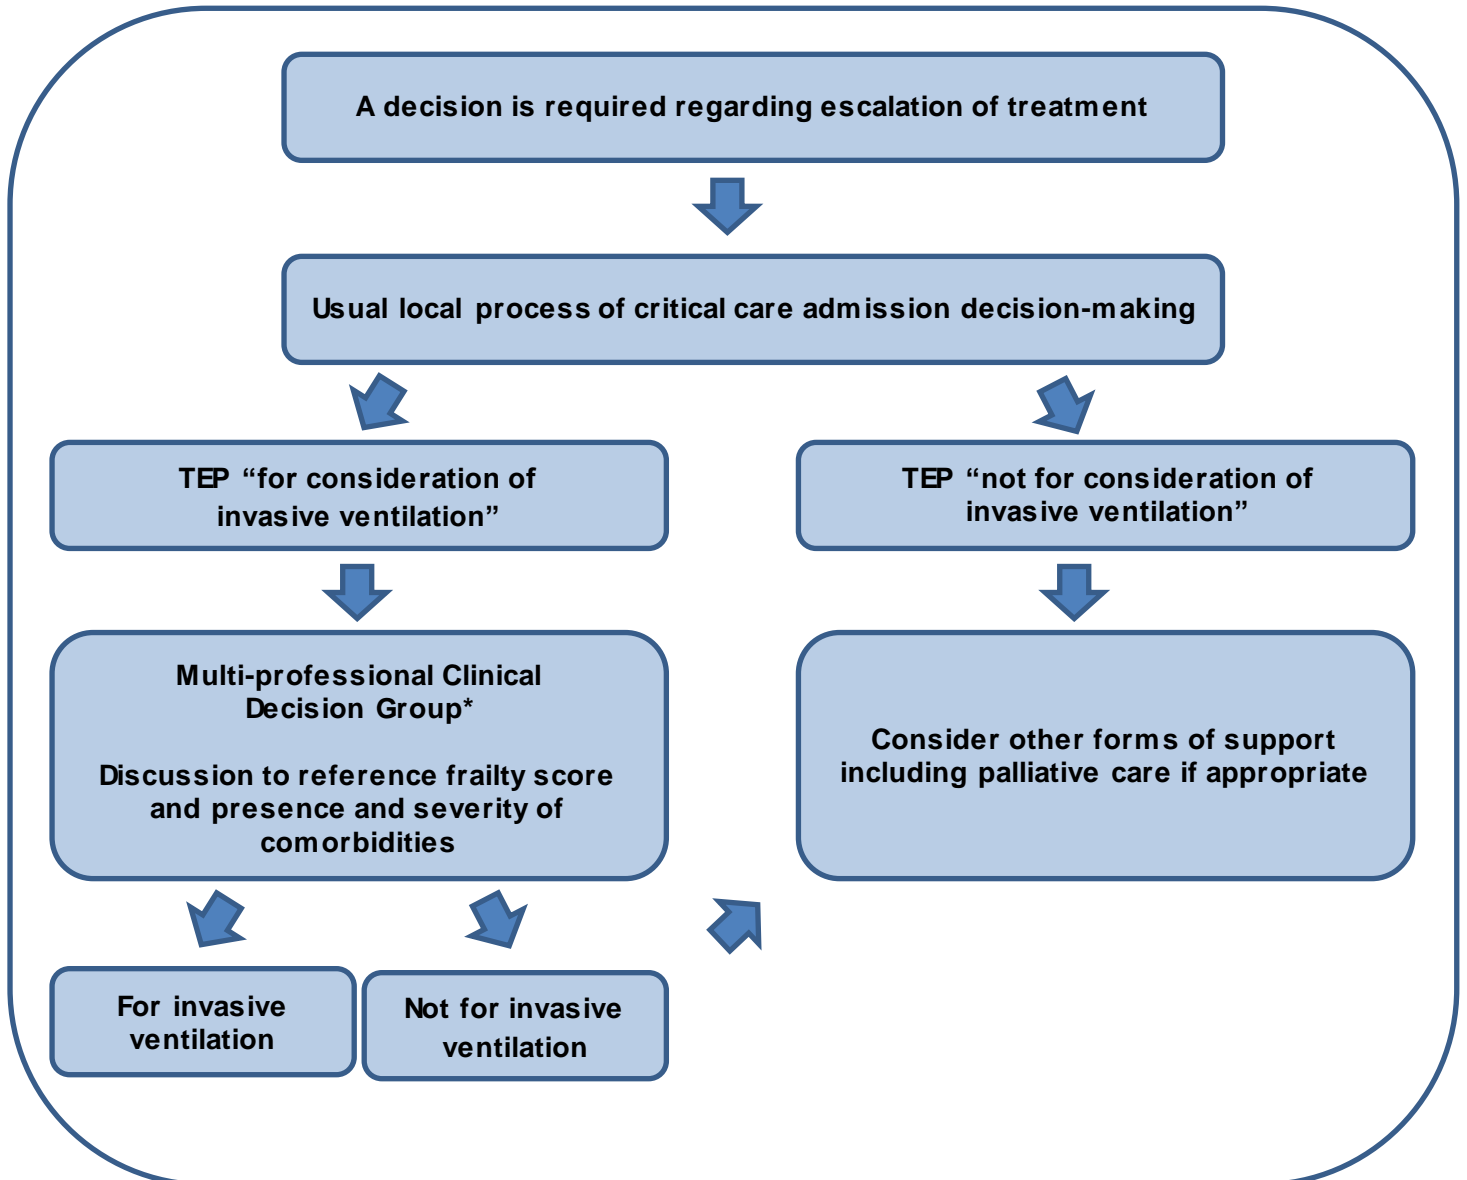 A decision is required regarding escalation of treatment
Usual local process of critical care admission decision-making
TEP “for consideration of
invasive ventilation”
TEP “not for consideration of
invasive ventilation”
Multi-professional Clinical
Decision Group*
Discussion to reference frailty score
and presence and severity of
comorbidities
Consider other forms of support
including palliative care if appropriate
For invasive
ventilation
Not for invasive
ventilation